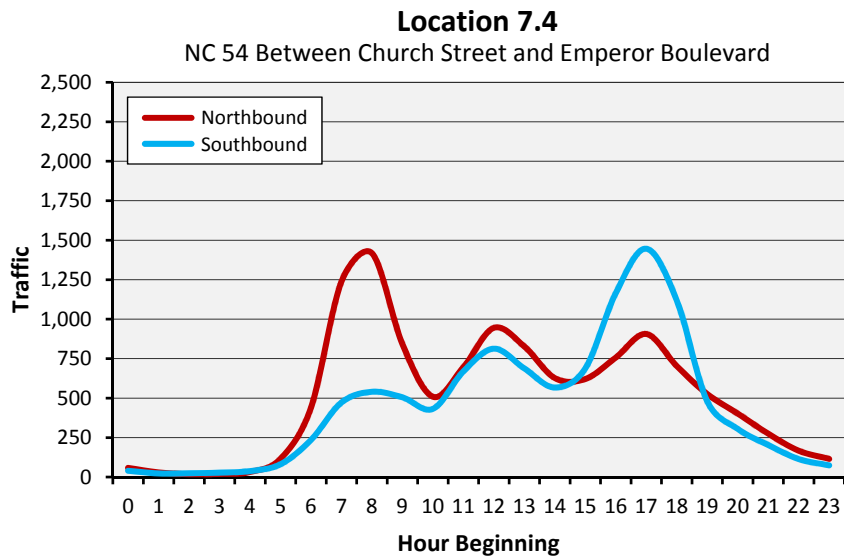 Location 7.4
NC 54 Between Church Street and Emperor Boulevard
2,500
2,250
2,000
1,750
1,500
1,250
1,000
750
500
250
0
Traffic
Northbound
Southbound
0 1 2 3 4 5 6 7 8 9 10 11 12 13 14 15 16 17 18 19 20 21 22 23
Hour Beginning